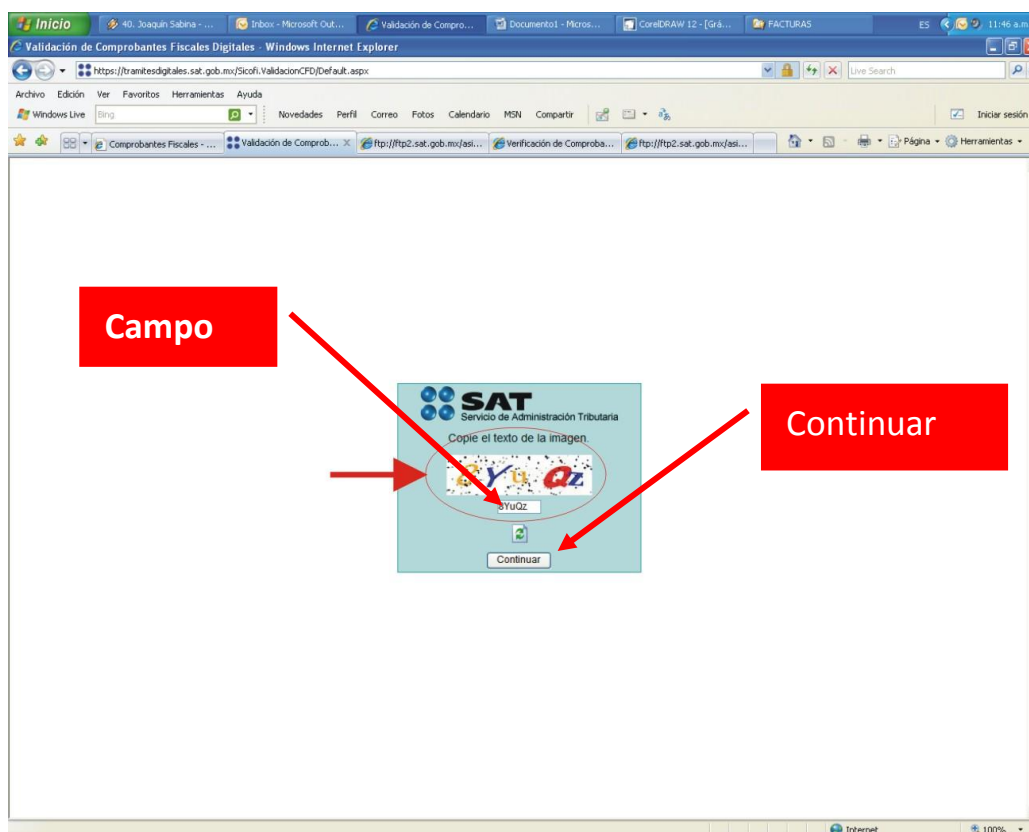 Inicio 40. Joaquin Sabina - ... Inbox - Microsoft Out... Validación de Compro... Documento1 - Micros... CorelDRAW 12 - [Grá... FACTURAS ES 11:46 a.m
Validación de Comprobantes Fiscales Digitales - Windows Internet Explorer
https://tramitesdigitales.sat.gob.mx/Sicofi.ValidacionCFD/Default.aspx Live Search
Archivo Edición Ver Favoritos Herramientas Ayuda
Windows Live Bing Novedades Perfil Correo Fotos Calendario MSN Compartir Iniciar sesión
Comprobantes Fiscales - ... Validación de Comprob... X ftp://ftp2.sat.gob.mx/asi... Verificación de Comproba... ftp://ftp2.sat.gob.mx/asi... Página Herramientas
Campo
Continuar
SAT
Servicio de Administración Tributaria
Copie el texto de la imagen.
YuQz
YuQz
Continuar
Internet 100%